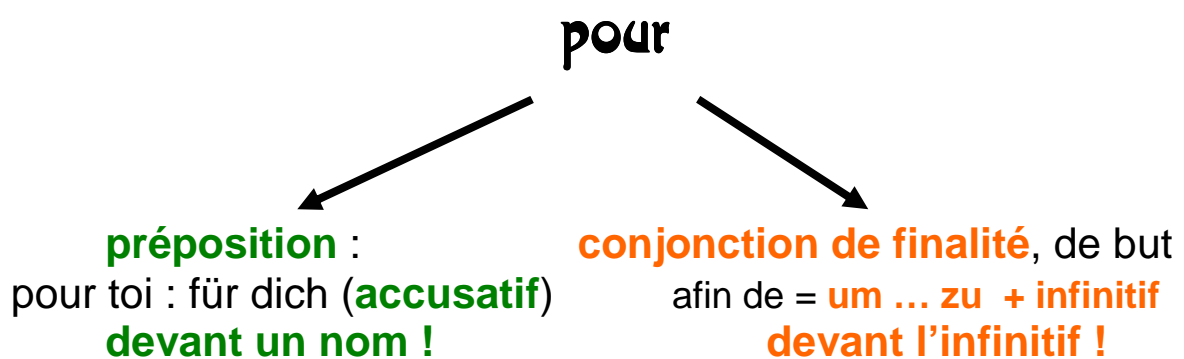 pour
préposition :
pour toi : für dich (accusatif)
devant un nom !
conjonction de finalité, de but
afin de = um … zu + infinitif
devant l’infinitif !